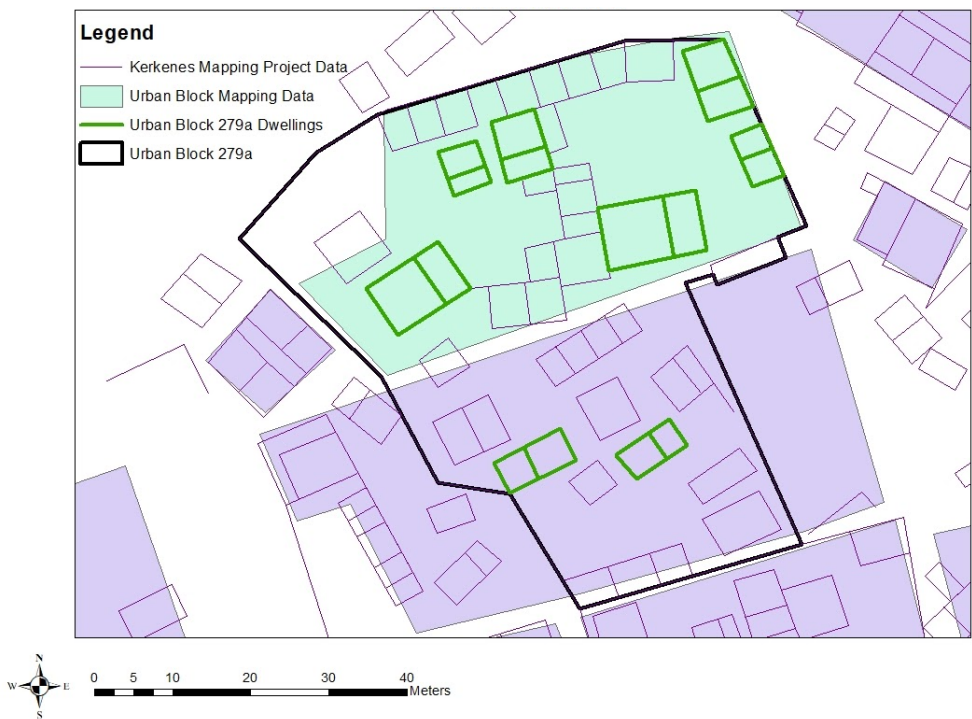 Legend
Kerkenes Mapping Project Data
Urban Block Mapping Data
Urban Block 279a Dwellings
Urban Block 279a
N
W E
S
0 5 10 20 30 40
Meters